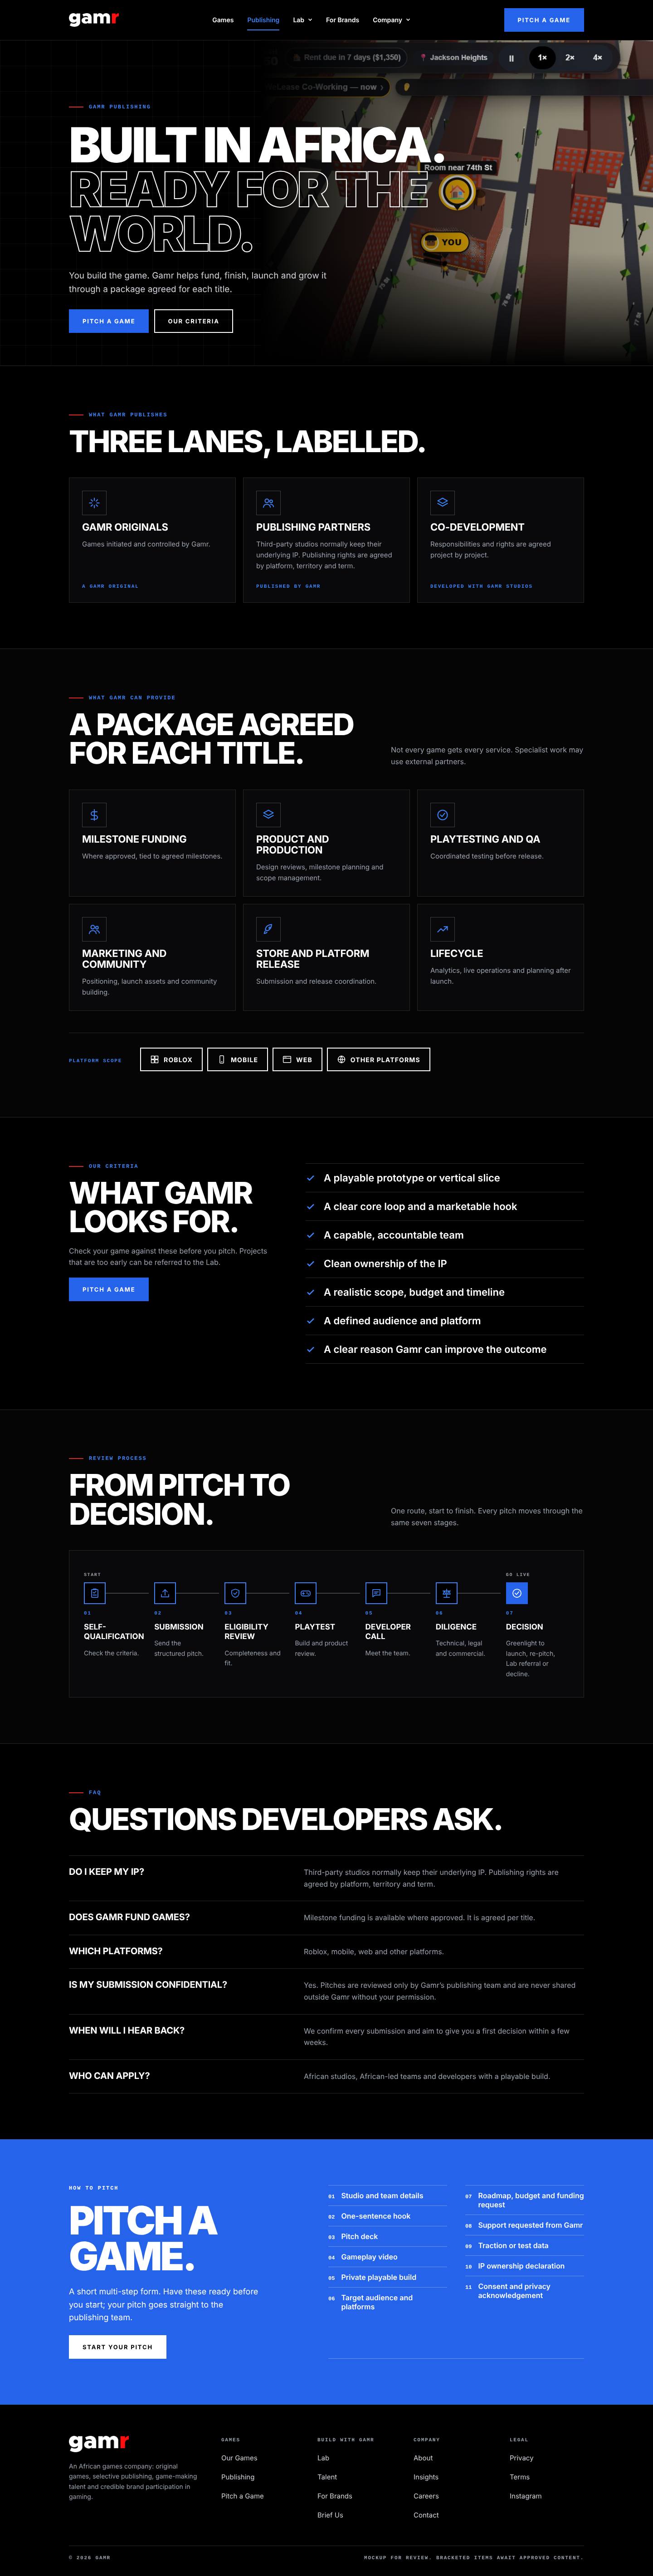 gamr
Games
Publishing
Lab
For Brands
Company
PITCH A GAME
Rent due in 7 days ($1,350)
Jackson Heights
1×
2×
4×
Co-Working — now ›
GAMR PUBLISHING
BUILT IN AFRICA.
READY FOR THE
WORLD.
Room near 74th St
YOU
You build the game. Gamr helps fund, finish, launch and grow it
through a package agreed for each title.
PITCH A GAME
OUR CRITERIA
WHAT GAMR PUBLISHES
THREE LANES, LABELLED.
GAMR ORIGINALS
Games initiated and controlled by Gamr.
A GAMR ORIGINAL
PUBLISHING PARTNERS
Third-party studios normally keep their
underlying IP. Publishing rights are agreed
by platform, territory and term.
PUBLISHED BY GAMR
CO-DEVELOPMENT
Responsibilities and rights are agreed
project by project.
DEVELOPED WITH GAMR STUDIOS
WHAT GAMR CAN PROVIDE
A PACKAGE AGREED
FOR EACH TITLE.
Not every game gets every service. Specialist work may
use external partners.
MILESTONE FUNDING
Where approved, tied to agreed milestones.
PRODUCT AND
PRODUCTION
Design reviews, milestone planning and
scope management.
PLAYTESTING AND QA
Coordinated testing before release.
MARKETING AND
COMMUNITY
Positioning, launch assets and community
building.
STORE AND PLATFORM
RELEASE
Submission and release coordination.
LIFECYCLE
Analytics, live operations and planning after
launch.
PLATFORM SCOPE
ROBLOX
MOBILE
WEB
OTHER PLATFORMS
OUR CRITERIA
WHAT GAMR
LOOKS FOR.
Check your game against these before you pitch. Projects
that are too early can be referred to the Lab.
PITCH A GAME
A playable prototype or vertical slice
A clear core loop and a marketable hook
A capable, accountable team
Clean ownership of the IP
A realistic scope, budget and timeline
A defined audience and platform
A clear reason Gamr can improve the outcome
REVIEW PROCESS
FROM PITCH TO
DECISION.
One route, start to finish. Every pitch moves through the
same seven stages.
START
01
SELF-
QUALIFICATION
Check the criteria.
02
SUBMISSION
Send the
structured pitch.
03
ELIGIBILITY
REVIEW
Completeness and
fit.
04
PLAYTEST
Build and product
review.
05
DEVELOPER
CALL
Meet the team.
06
DILIGENCE
Technical, legal
and commercial.
GO LIVE
07
DECISION
Greenlight to
launch, re-pitch,
Lab referral or
decline.
FAQ
QUESTIONS DEVELOPERS ASK.
DO I KEEP MY IP?
Third-party studios normally keep their underlying IP. Publishing rights are
agreed by platform, territory and term.
DOES GAMR FUND GAMES?
Milestone funding is available where approved. It is agreed per title.
WHICH PLATFORMS?
Roblox, mobile, web and other platforms.
IS MY SUBMISSION CONFIDENTIAL?
Yes. Pitches are reviewed only by Gamr's publishing team and are never shared
outside Gamr without your permission.
WHEN WILL I HEAR BACK?
We confirm every submission and aim to give you a first decision within a few
weeks.
WHO CAN APPLY?
African studios, African-led teams and developers with a playable build.
HOW TO PITCH
PITCH A
GAME.
A short multi-step form. Have these ready before
you start; your pitch goes straight to the
publishing team.
START YOUR PITCH
01 Studio and team details
02 One-sentence hook
03 Pitch deck
04 Gameplay video
05 Private playable build
06 Target audience and
platforms
07 Roadmap, budget and funding
request
08 Support requested from Gamr
09 Traction or test data
10 IP ownership declaration
11 Consent and privacy
acknowledgement
gamr
An African games company: original
games, selective publishing, game-making
talent and credible brand participation in
gaming.
GAMES
Our Games
Publishing
Pitch a Game
BUILD WITH GAMR
Lab
Talent
For Brands
Brief Us
COMPANY
About
Insights
Careers
Contact
LEGAL
Privacy
Terms
Instagram
© 2026 GAMR
MOCKUP FOR REVIEW. BRACKETED ITEMS AWAIT APPROVED CONTENT.